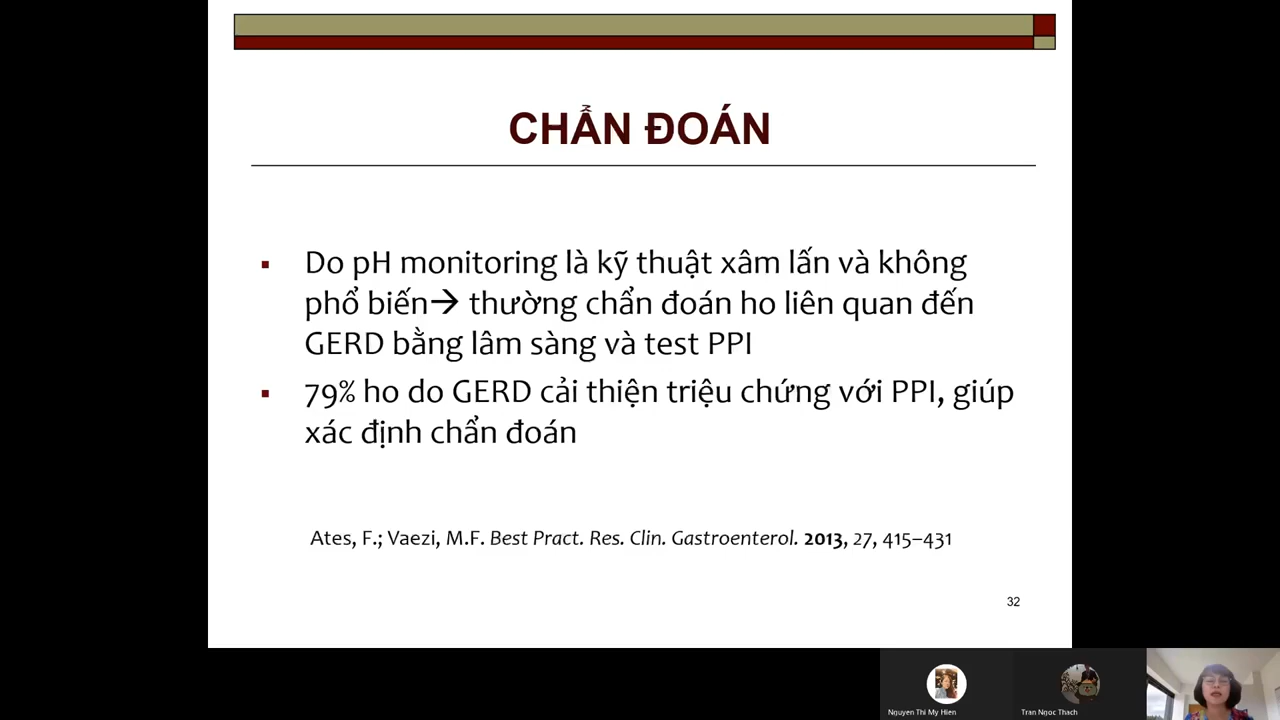 CHẨN ĐOÁN
▪ Do pH monitoring là kỹ thuật xâm lấn và không
phổ biến→ thường chẩn đoán ho liên quan đến
GERD bằng lâm sàng và test PPI
▪ 79% ho do GERD cải thiện triệu chứng với PPI, giúp
xác định chẩn đoán
Ates, F.; Vaezi, M.F. Best Pract. Res. Clin. Gastroenterol. 2013, 27, 415–431
32
Nguyen Thi My Hien
Tran Ngoc Thach